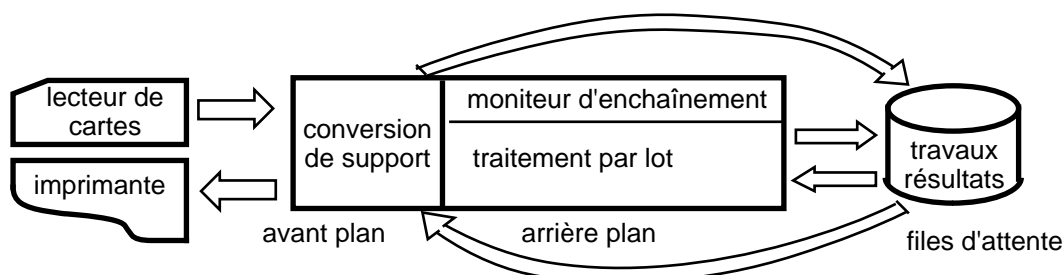 lecteur de
cartes
imprimante
conversion
de support
moniteur d'enchaînement
traitement par lot
travaux
résultats
avant plan
arrière plan
files d'attente